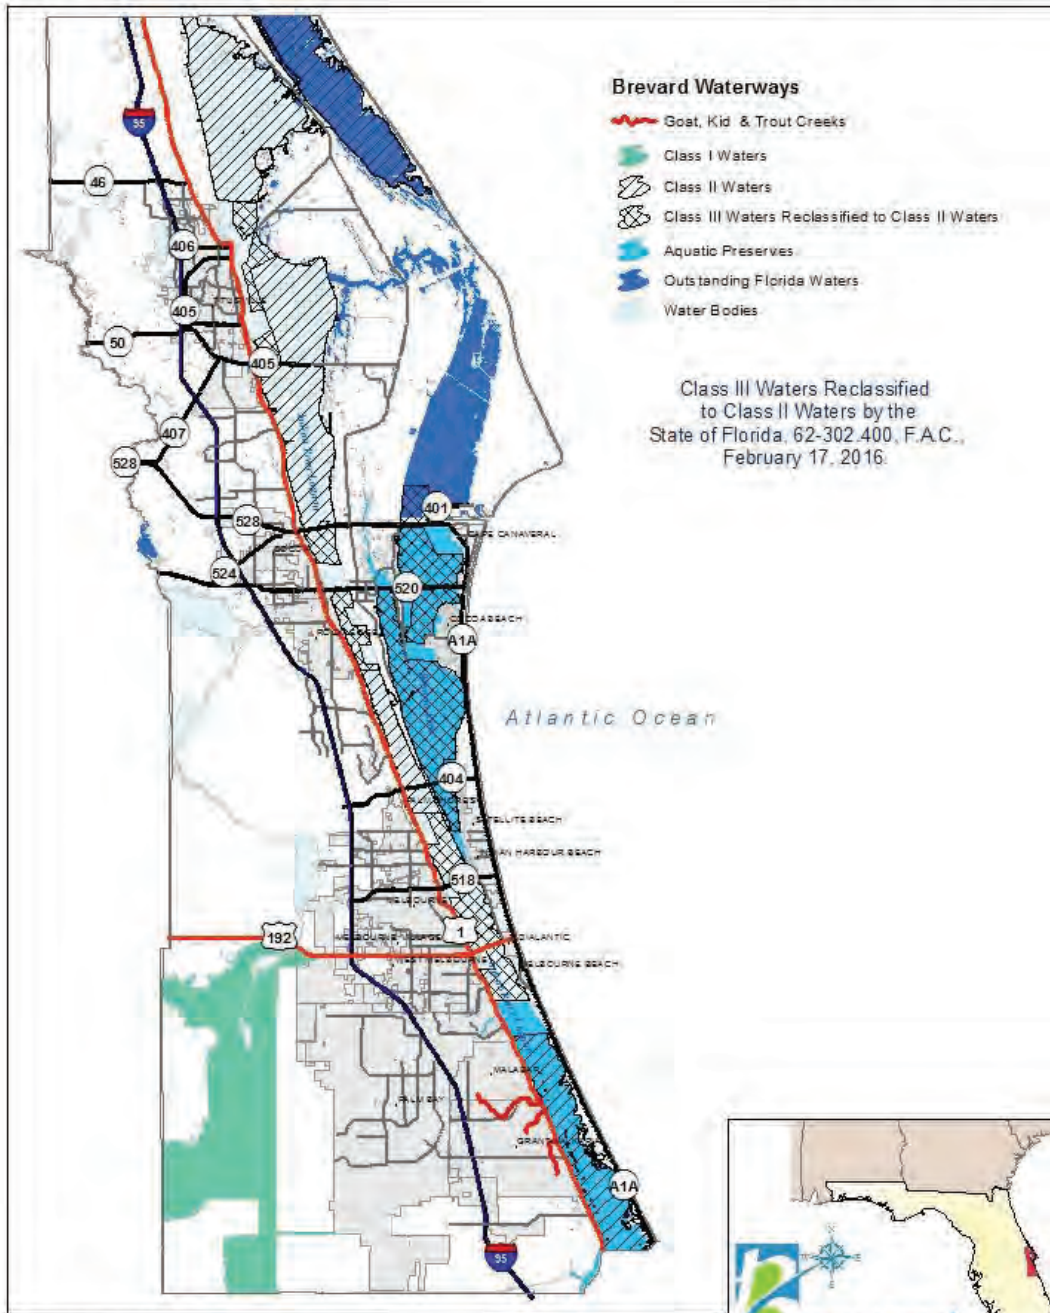 Brevard Waterways
Goat, Kid & Trout Creeks
Class I Waters
Class II Waters
Class III Waters Reclassified to Class II Waters
Aquatic Preserves
Outstanding Florida Waters
Water Bodies
Class III Waters Reclassified
to Class II Waters by the
State of Florida, 62-302.400, F.A.C.,
February 17, 2016.
95
46
406
405
50
405
407
528
401
528
CAPE CANAVERAL
524
520
COCOA BEACH
A1A
Atlantic Ocean
404
SATELLITE BEACH
INDIAN HARBOUR BEACH
518
MELBOURNE
192
1
MELBOURNE VILLAGE
INDIALANTIC
WEST MELBOURNE
MELBOURNE BEACH
MALABAR
PALM BAY
A1A
95